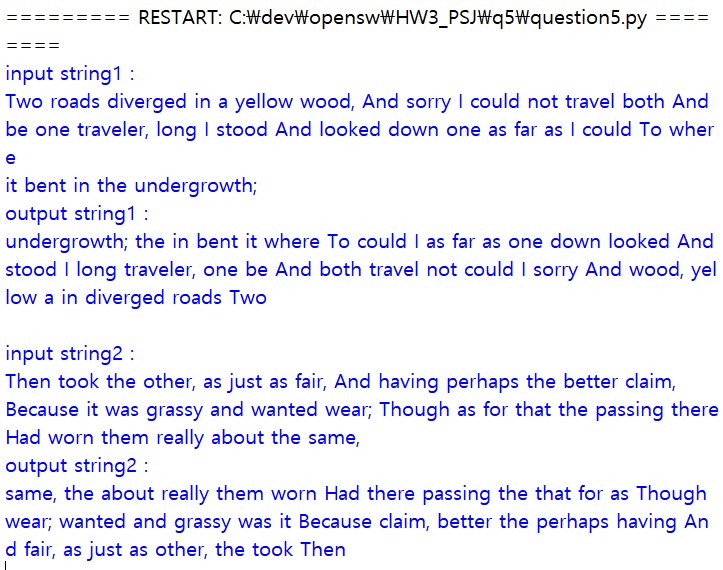 ========= RESTART: C:\dev\opensw\HW3_PSJ\q5\question5.py ====
====
input string1 :
Two roads diverged in a yellow wood, And sorry I could not travel both And
be one traveler, long I stood And looked down one as far as I could To wher
e
it bent in the undergrowth;
output string1 :
undergrowth; the in bent it where To could I as far as one down looked And
stood I long traveler, one be And both travel not could I sorry And wood, yel
low a in diverged roads Two

input string2 :
Then took the other, as just as fair, And having perhaps the better claim,
Because it was grassy and wanted wear; Though as for that the passing there
Had worn them really about the same,
output string2 :
same, the about really them worn Had there passing the that for as Though
wear; wanted and grassy was it Because claim, better the perhaps having An
d fair, as just as other, the took Then